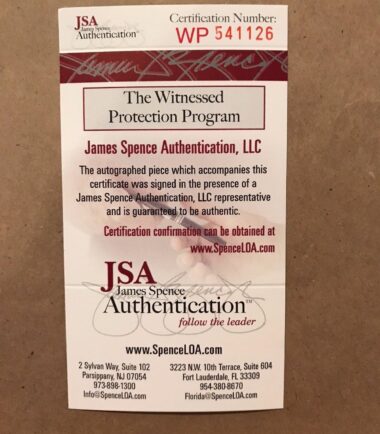 JSA
James Spence
Authentication®
Certification Number:
WP 541126
The Witnessed
Protection Program
James Spence Authentication, LLC
The autographed piece which accompanies this
certificate was signed in the presence of a
James Spence Authentication, LLC representative
and is guaranteed to be authentic.
Certification confirmation can be obtained at
www.SpenceLOA.com
JSA
James Spence
Authentication™
follow the leader
www.SpenceLOA.com
2 Sylvan Way, Suite 102
Parsippany, NJ 07054
973-898-1300
Info@SpenceLOA.com
3223 N.W. 10th Terrace, Suite 604
Fort Lauderdale, FL 33309
954-380-8670
Florida@SpenceLOA.com